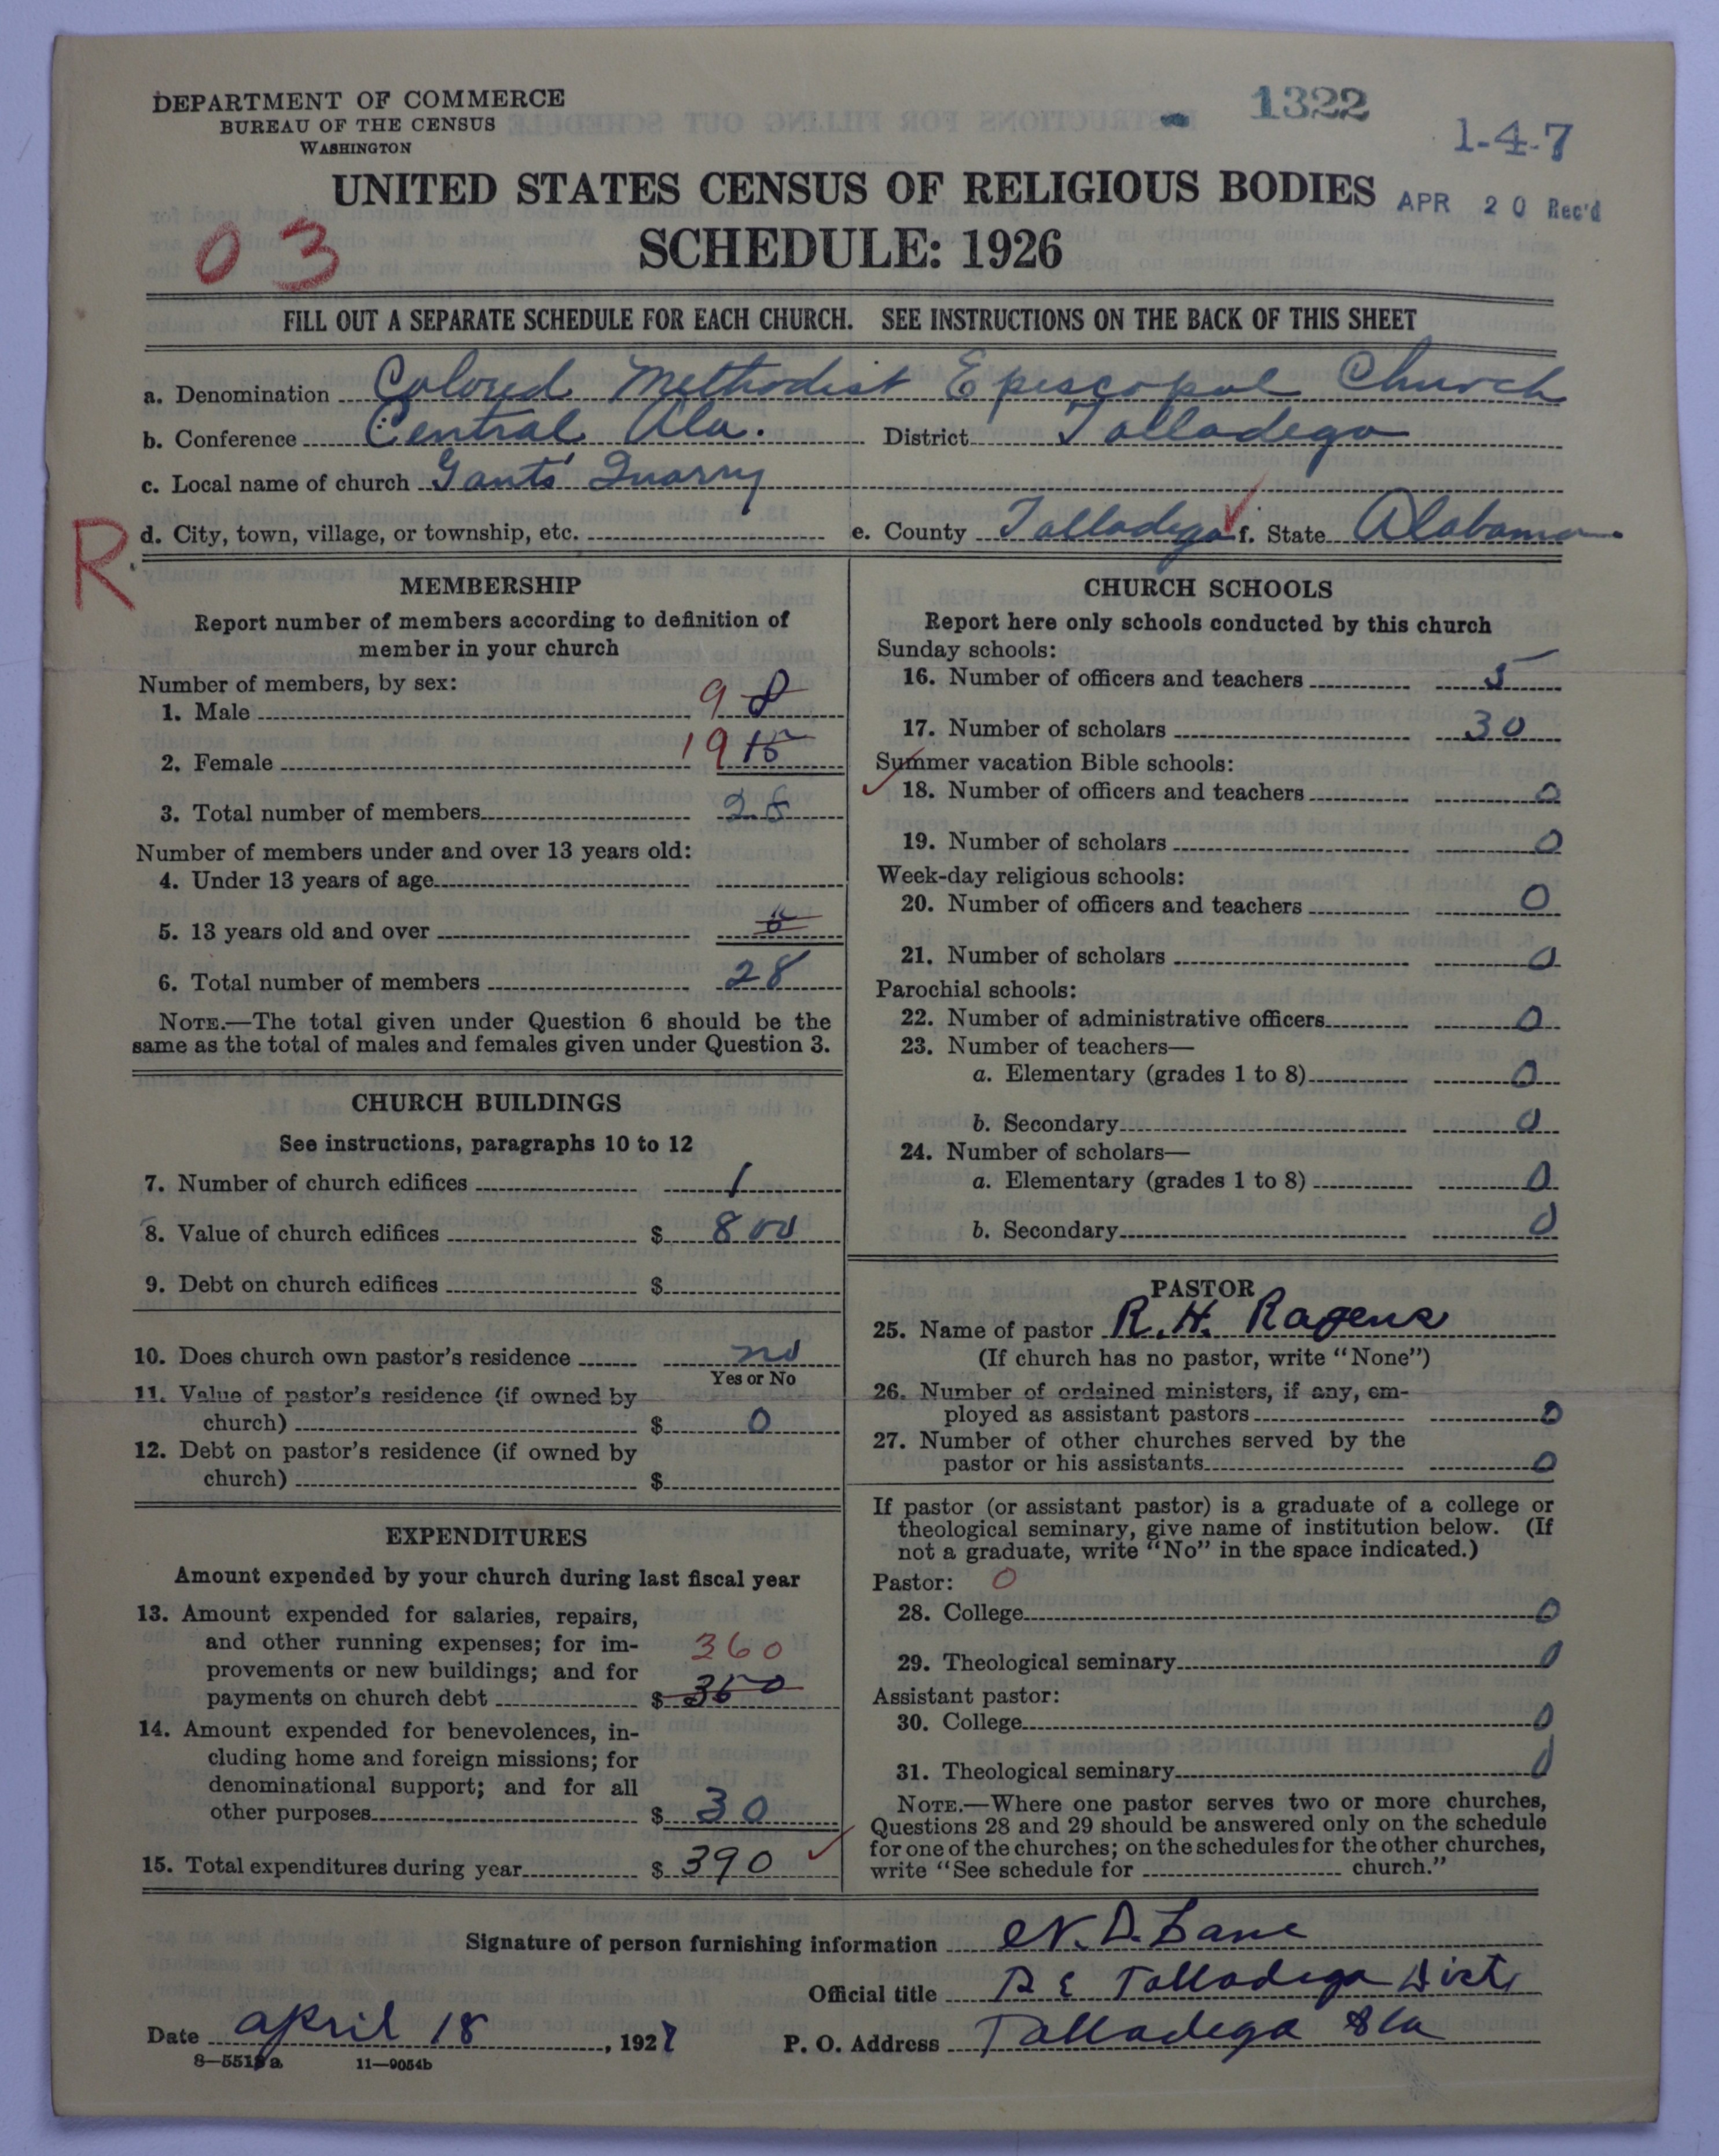 DEPARTMENT OF COMMERCE
BUREAU OF THE CENSUS
WASHINGTON
1322
1-4-7
UNITED STATES CENSUS OF RELIGIOUS BODIES
APR 20 Rec'd
SCHEDULE: 1926
03
FILL OUT A SEPARATE SCHEDULE FOR EACH CHURCH. SEE INSTRUCTIONS ON THE BACK OF THIS SHEET
a. Denomination Colored Methodist Episcopal Church
b. Conference Central Ala. District Talladega
c. Local name of church Gants' Quarry
R
d. City, town, village, or township, etc. e. County Talladega f. State Alabama
MEMBERSHIP
Report number of members according to definition of
member in your church
Number of members, by sex:
1. Male 9 8
2. Female 19 15
3. Total number of members 28
Number of members under and over 13 years old:
4. Under 13 years of age
5. 13 years old and over
6. Total number of members 28
NOTE.—The total given under Question 6 should be the
same as the total of males and females given under Question 3.
CHURCH BUILDINGS
See instructions, paragraphs 10 to 12
7. Number of church edifices 1
8. Value of church edifices $ 800
9. Debt on church edifices $
10. Does church own pastor's residence no
Yes or No
11. Value of pastor's residence (if owned by
church) $ 0
12. Debt on pastor's residence (if owned by
church) $
EXPENDITURES
Amount expended by your church during last fiscal year
13. Amount expended for salaries, repairs,
and other running expenses; for im-
provements or new buildings; and for
360
payments on church debt $ 350
14. Amount expended for benevolences, in-
cluding home and foreign missions; for
denominational support; and for all
other purposes $ 30
15. Total expenditures during year $ 390
CHURCH SCHOOLS
Report here only schools conducted by this church
Sunday schools:
16. Number of officers and teachers 5
17. Number of scholars 30
Summer vacation Bible schools:
18. Number of officers and teachers 0
19. Number of scholars 0
Week-day religious schools:
20. Number of officers and teachers 0
21. Number of scholars 0
Parochial schools:
22. Number of administrative officers 0
23. Number of teachers—
a. Elementary (grades 1 to 8) 0
b. Secondary 0
24. Number of scholars—
a. Elementary (grades 1 to 8) 0
b. Secondary 0
PASTOR
25. Name of pastor R. H. Ragens
(If church has no pastor, write "None")
26. Number of ordained ministers, if any, em-
ployed as assistant pastors 0
27. Number of other churches served by the
pastor or his assistants 0
If pastor (or assistant pastor) is a graduate of a college or
theological seminary, give name of institution below. (If
not a graduate, write "No" in the space indicated.)
Pastor: 0
28. College 0
29. Theological seminary 0
Assistant pastor:
30. College 0
31. Theological seminary 0
NOTE.—Where one pastor serves two or more churches,
Questions 28 and 29 should be answered only on the schedule
for one of the churches; on the schedules for the other churches,
write "See schedule for church."
Signature of person furnishing information N. D. Lane
Official title P E Talladega Dist,
Date April 18, 1927 P. O. Address Talladega Ala
8—5515 a 11—9054b